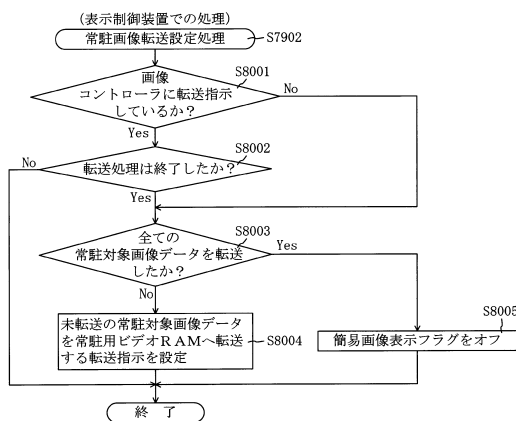 (表示制御装置での処理)
常駐画像転送設定処理
S7902
画像
コントローラに転送指示
しているか?
S8001
No
Yes
転送処理は終了したか?
S8002
No
Yes
全ての
常駐対象画像データを転送
したか?
S8003
Yes
No
未転送の常駐対象画像データ
を常駐用ビデオRAMへ転送
する転送指示を設定
S8004
S8005
簡易画像表示フラグをオフ
終 了